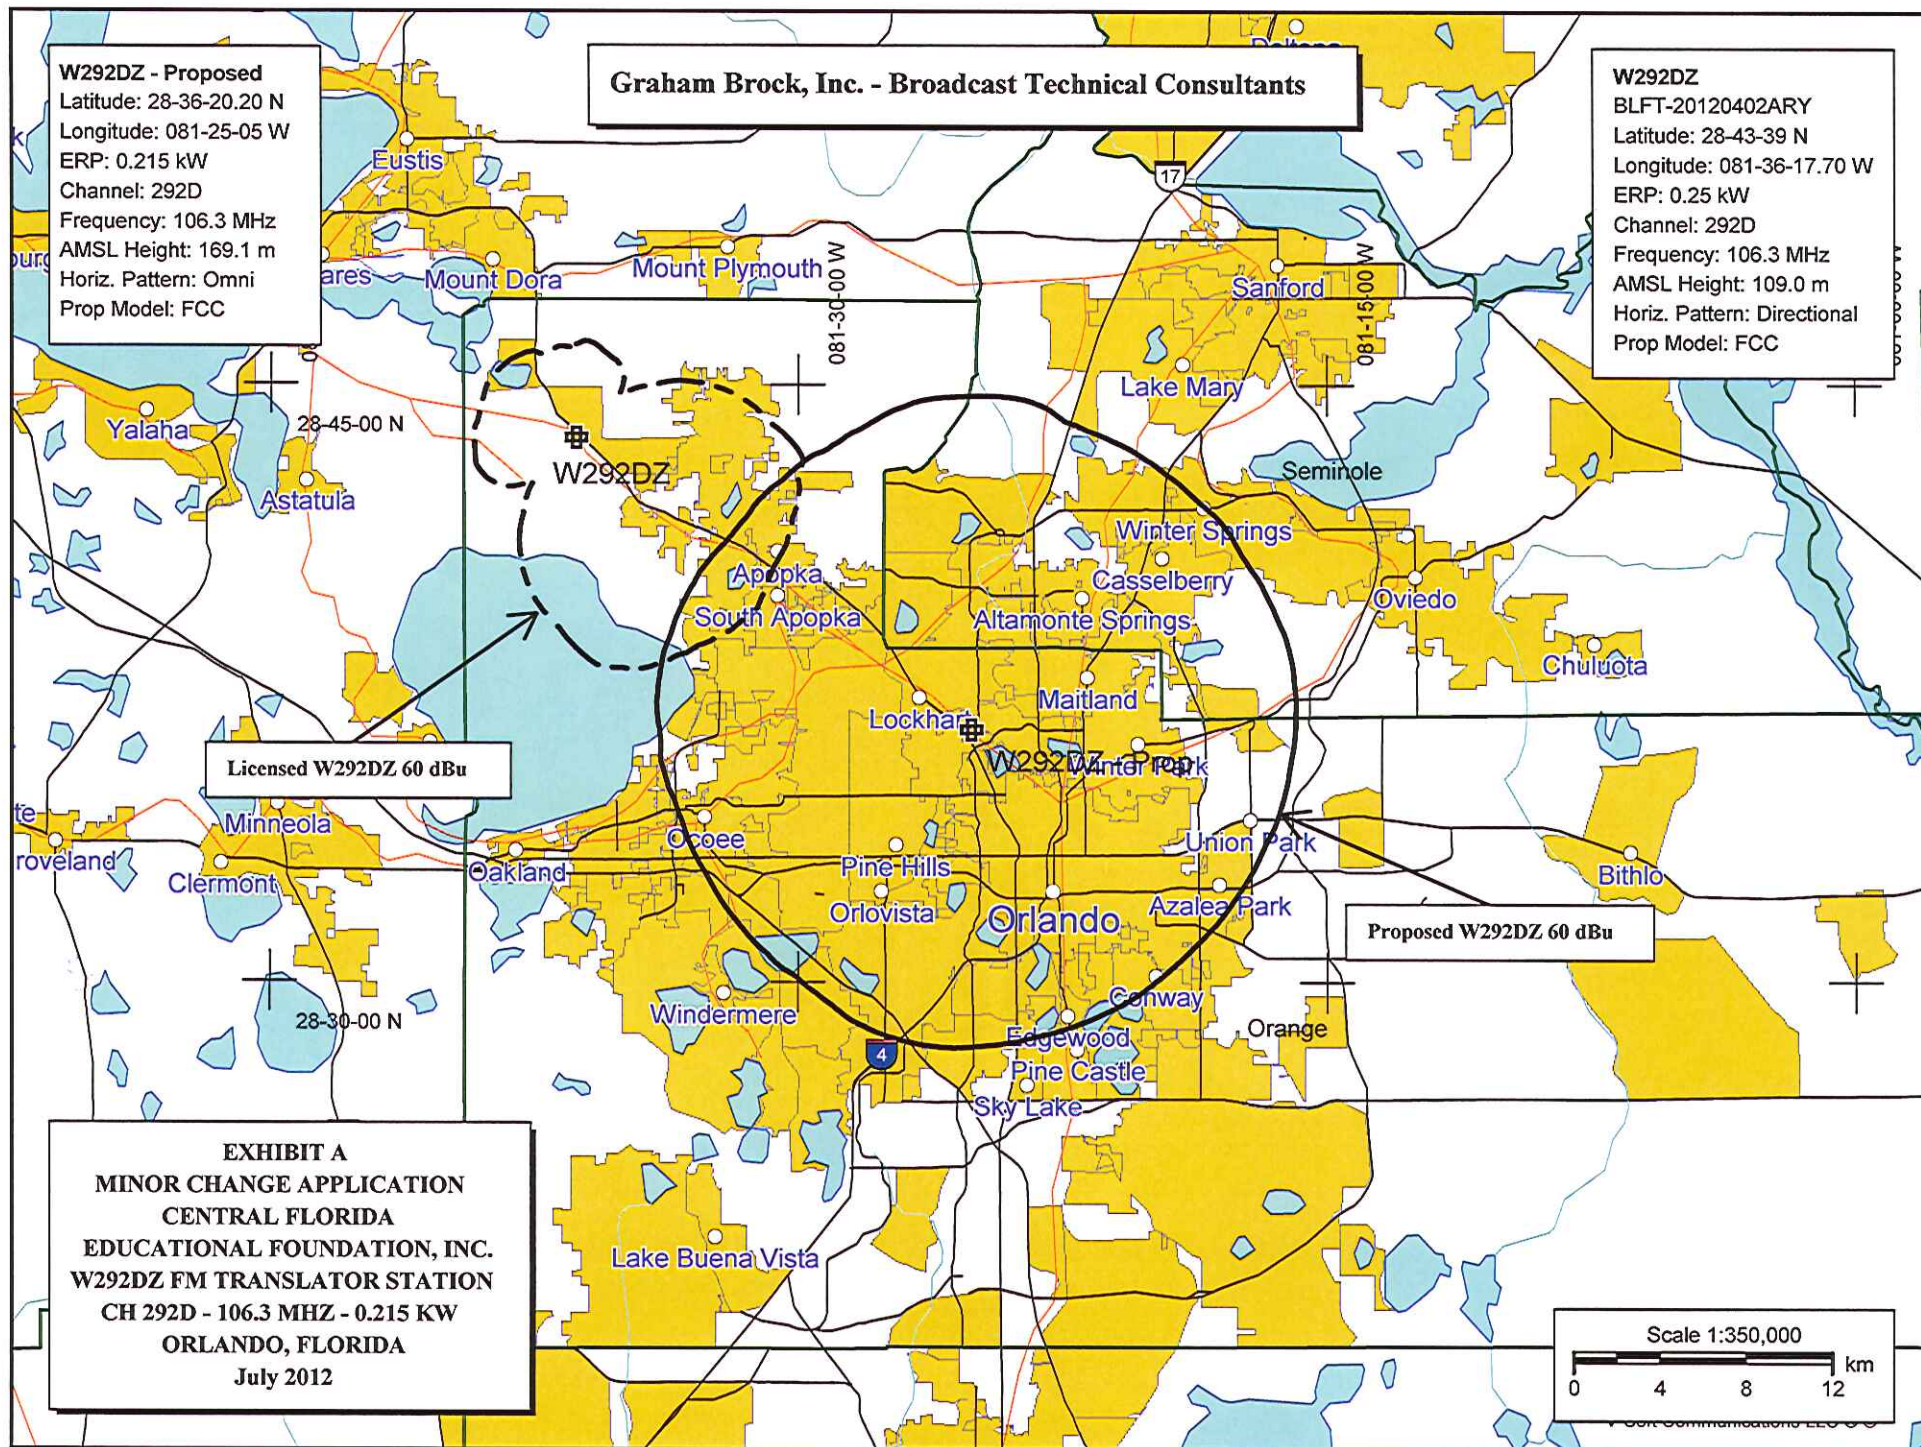 W292DZ - Proposed
Latitude: 28-36-20.20 N
Longitude: 081-25-05 W
ERP: 0.215 kW
Channel: 292D
Frequency: 106.3 MHz
AMSL Height: 169.1 m
Horiz. Pattern: Omni
Prop Model: FCC
Graham Brock, Inc. - Broadcast Technical Consultants
W292DZ
BLFT-20120402ARY
Latitude: 28-43-39 N
Longitude: 081-36-17.70 W
ERP: 0.25 kW
Channel: 292D
Frequency: 106.3 MHz
AMSL Height: 109.0 m
Horiz. Pattern: Directional
Prop Model: FCC
Eustis
17
ares
Mount Dora
Mount Plymouth
081-30-00 W
Sanford
081-15-00 W
Lake Mary
Yalaha
28-45-00 N
W292DZ
Astatula
Seminole
Winter Springs
Apopka
Casselberry
South Apopka
Altamonte Springs
Oviedo
Chuluota
Lockhart
Maitland
W292DZ - Prop
Winter Park
Licensed W292DZ 60 dBu
te
Minneola
Ocoee
Union Park
roveland
Clermont
Oakland
Pine Hills
Bithlo
Orlovista
Orlando
Azalea Park
Proposed W292DZ 60 dBu
28-30-00 N
Windermere
Conway
Orange
Edgewood
4
Pine Castle
Sky Lake
Lake Buena Vista
EXHIBIT A
MINOR CHANGE APPLICATION
CENTRAL FLORIDA
EDUCATIONAL FOUNDATION, INC.
W292DZ FM TRANSLATOR STATION
CH 292D - 106.3 MHZ - 0.215 KW
ORLANDO, FLORIDA
July 2012
Scale 1:350,000
km
0 4 8 12